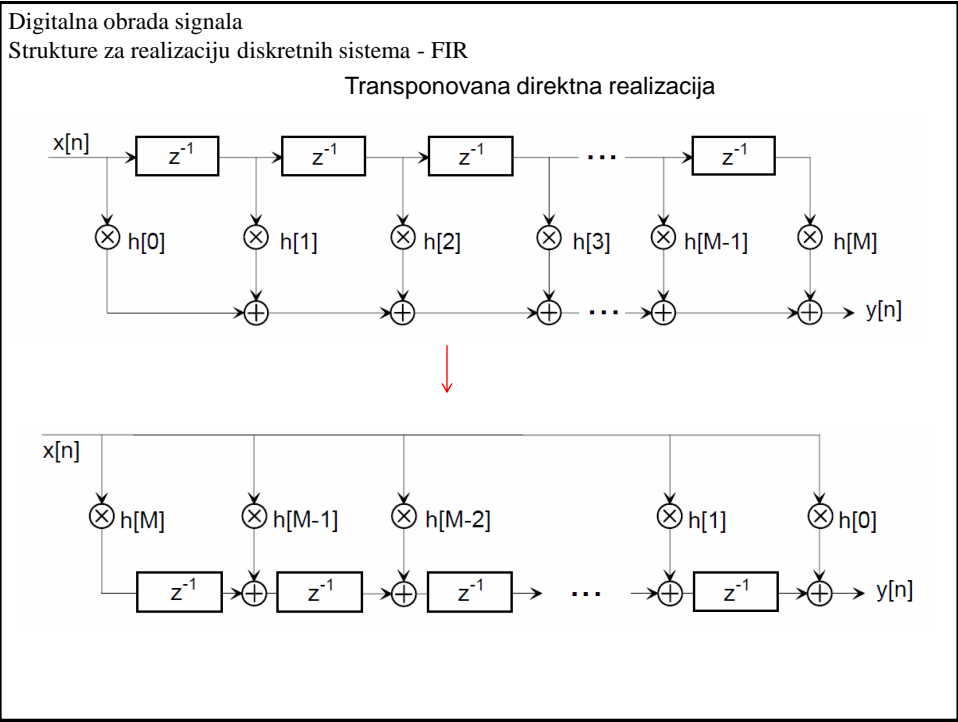 Digitalna obrada signala
Strukture za realizaciju diskretnih sistema - FIR
Transponovana direktna realizacija
x[n] z⁻¹ z⁻¹ z⁻¹ ... z⁻¹
h[0] h[1] h[2] h[3] h[M-1] h[M]
... y[n]
x[n]
h[M] h[M-1] h[M-2] h[1] h[0]
z⁻¹ z⁻¹ z⁻¹ ... z⁻¹ y[n]